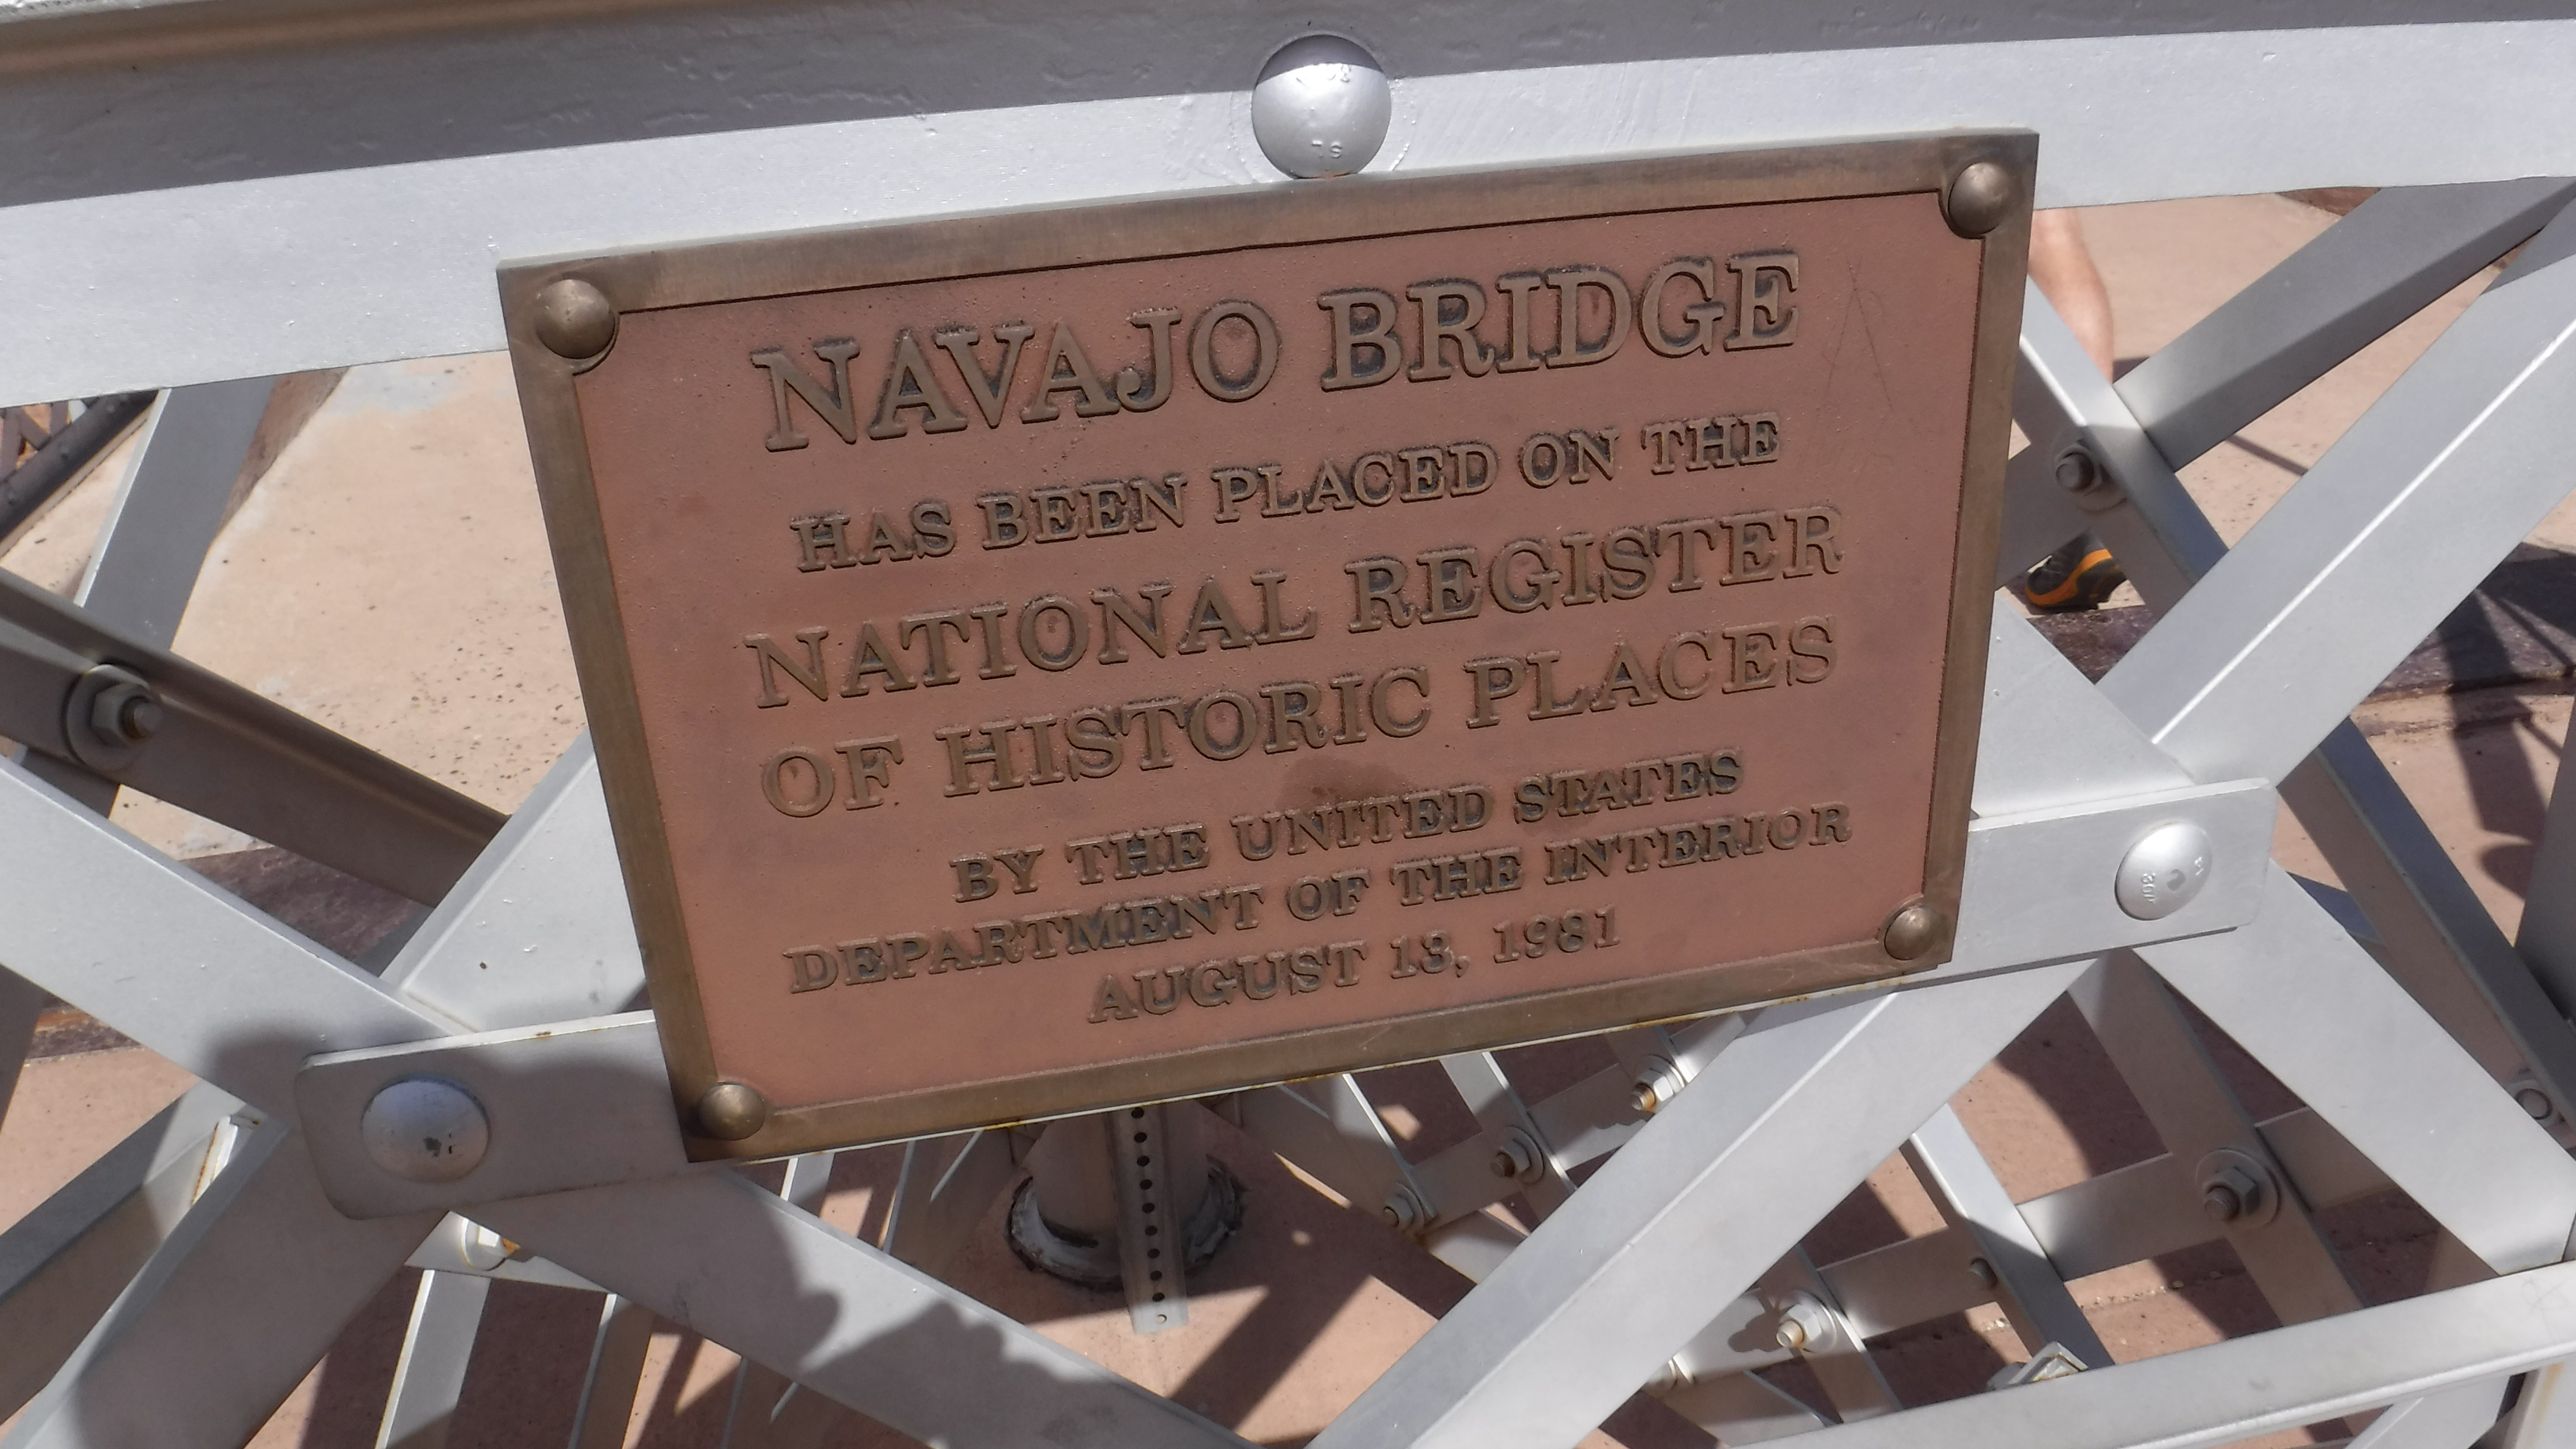 NAVAJO BRIDGE
HAS BEEN PLACED ON THE
NATIONAL REGISTER
OF HISTORIC PLACES
BY THE UNITED STATES
DEPARTMENT OF THE INTERIOR
AUGUST 13, 1981